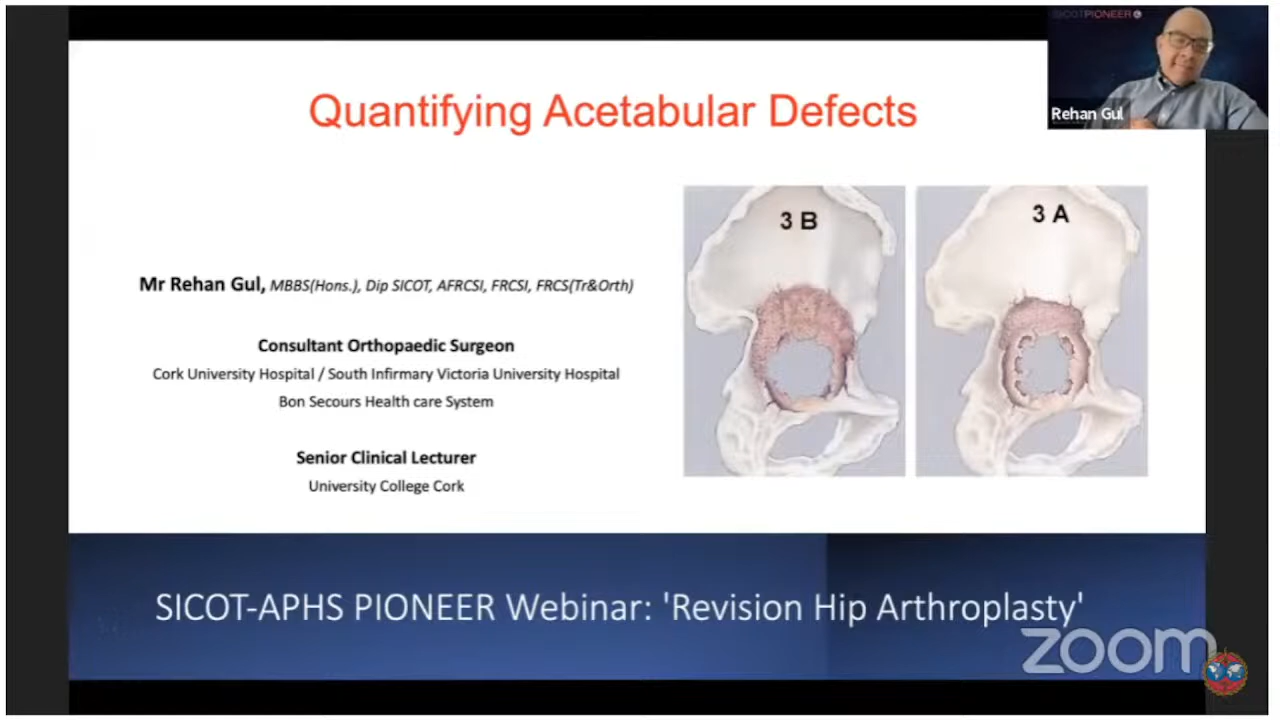 SICOTPIONEER
Rehan Gul
Quantifying Acetabular Defects
3 B
3 A
Mr Rehan Gul, MBBS(Hons.), Dip SICOT, AFRCSI, FRCSI, FRCS(Tr&Orth)
Consultant Orthopaedic Surgeon
Cork University Hospital / South Infirmary Victoria University Hospital
Bon Secours Health care System
Senior Clinical Lecturer
University College Cork
SICOT-APHS PIONEER Webinar: 'Revision Hip Arthroplasty'
zoom